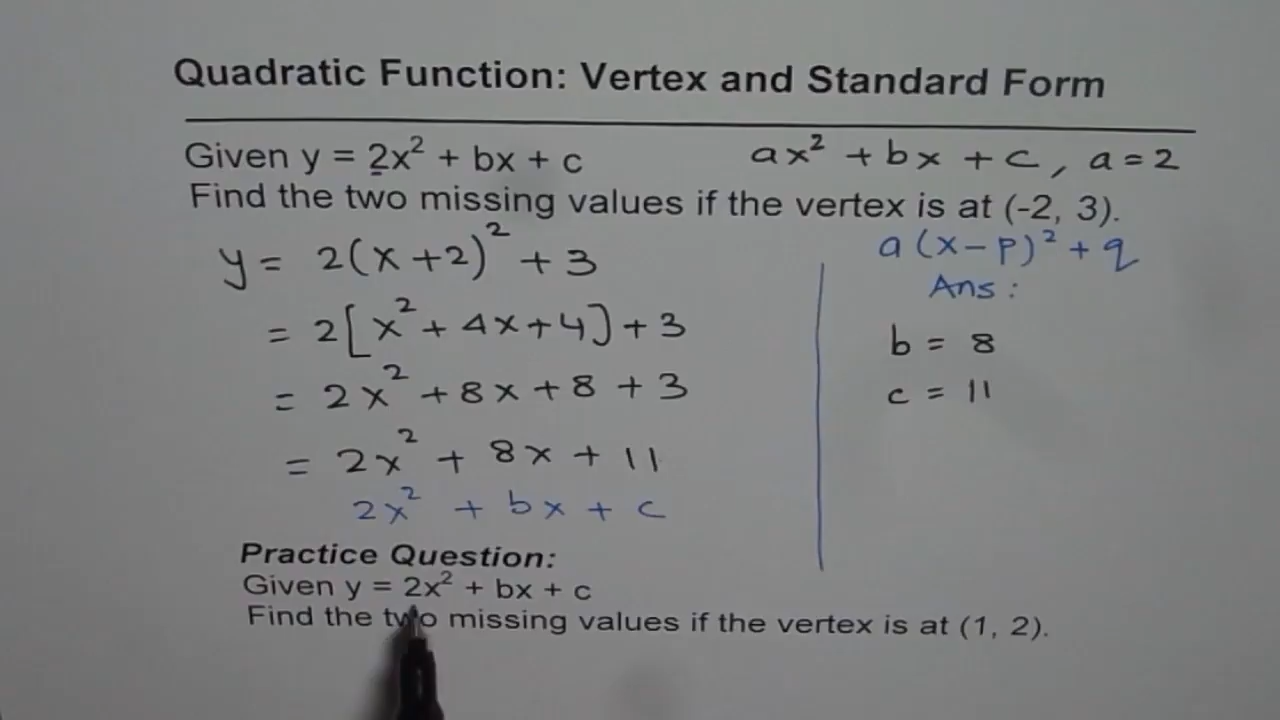 Quadratic Function: Vertex and Standard Form
Given y = 2x² + bx + c
ax² + bx + c, a = 2
Find the two missing values if the vertex is at (-2, 3).
a(x-p)² + q
y = 2(x+2)² + 3
Ans:
= 2[x² + 4x + 4] + 3
b = 8
= 2x² + 8x + 8 + 3
c = 11
= 2x² + 8x + 11
2x² + bx + c
Practice Question:
Given y = 2x² + bx + c
Find the two missing values if the vertex is at (1, 2).